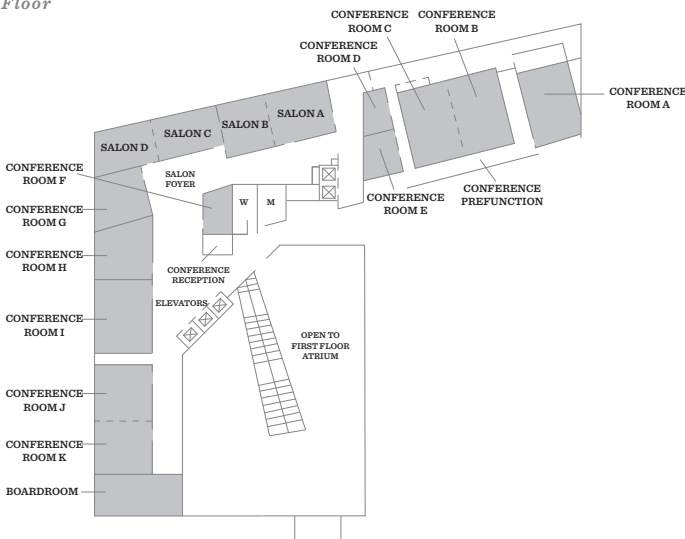 Floor
CONFERENCE
ROOM C
CONFERENCE
ROOM B
CONFERENCE
ROOM D
CONFERENCE
ROOM A
SALON A
SALON B
SALON C
SALON D
CONFERENCE
ROOM F
SALON
FOYER
CONFERENCE
ROOM E
CONFERENCE
PREFUNCTION
W
M
CONFERENCE
ROOM G
CONFERENCE
ROOM H
CONFERENCE
RECEPTION
ELEVATORS
CONFERENCE
ROOM I
OPEN TO
FIRST FLOOR
ATRIUM
CONFERENCE
ROOM J
CONFERENCE
ROOM K
BOARDROOM